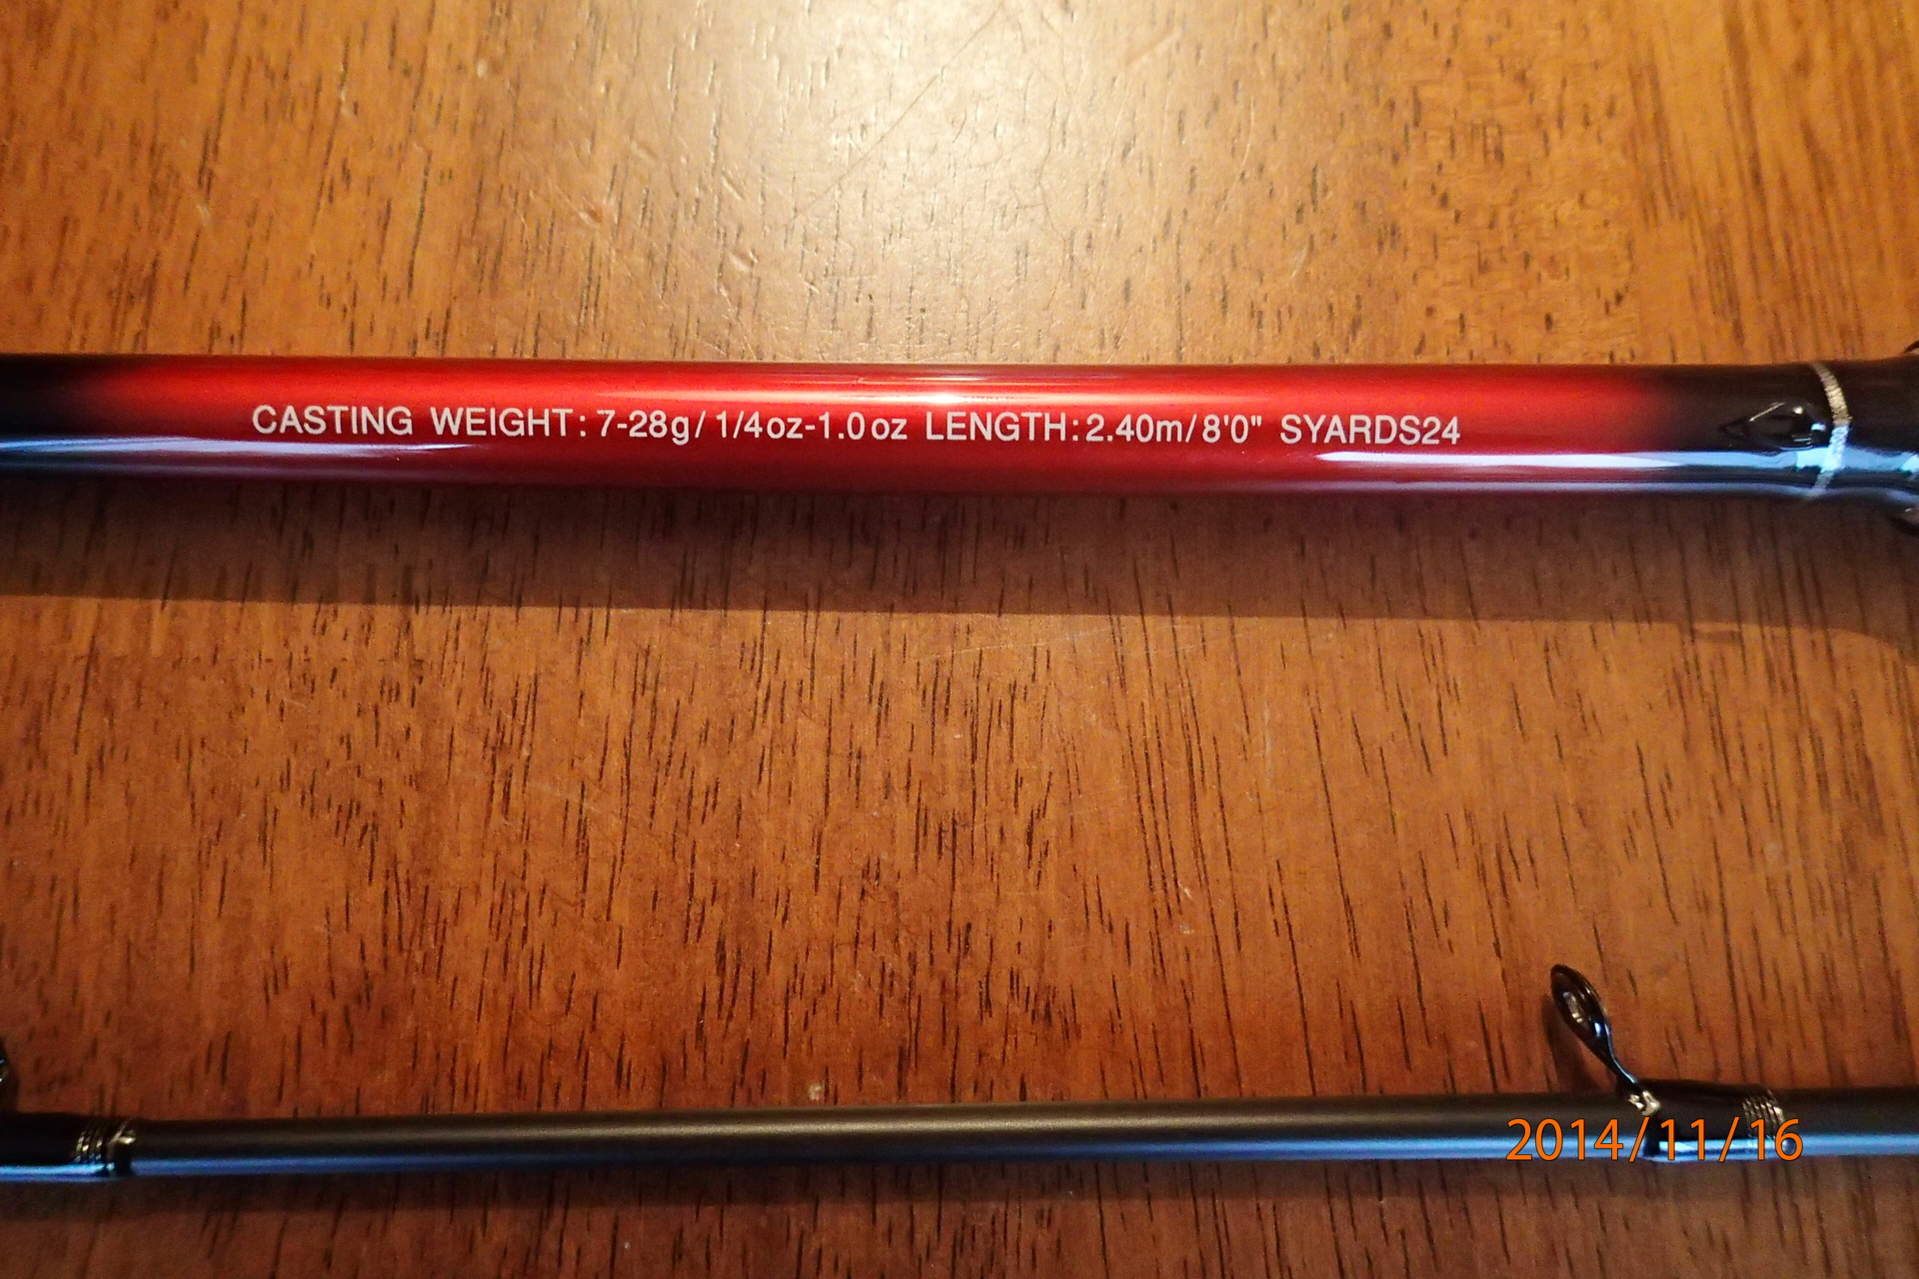 CASTING WEIGHT: 7-28g/1/4oz-1.0oz LENGTH:2.40m/8'0" SYARDS24
2014/11/16